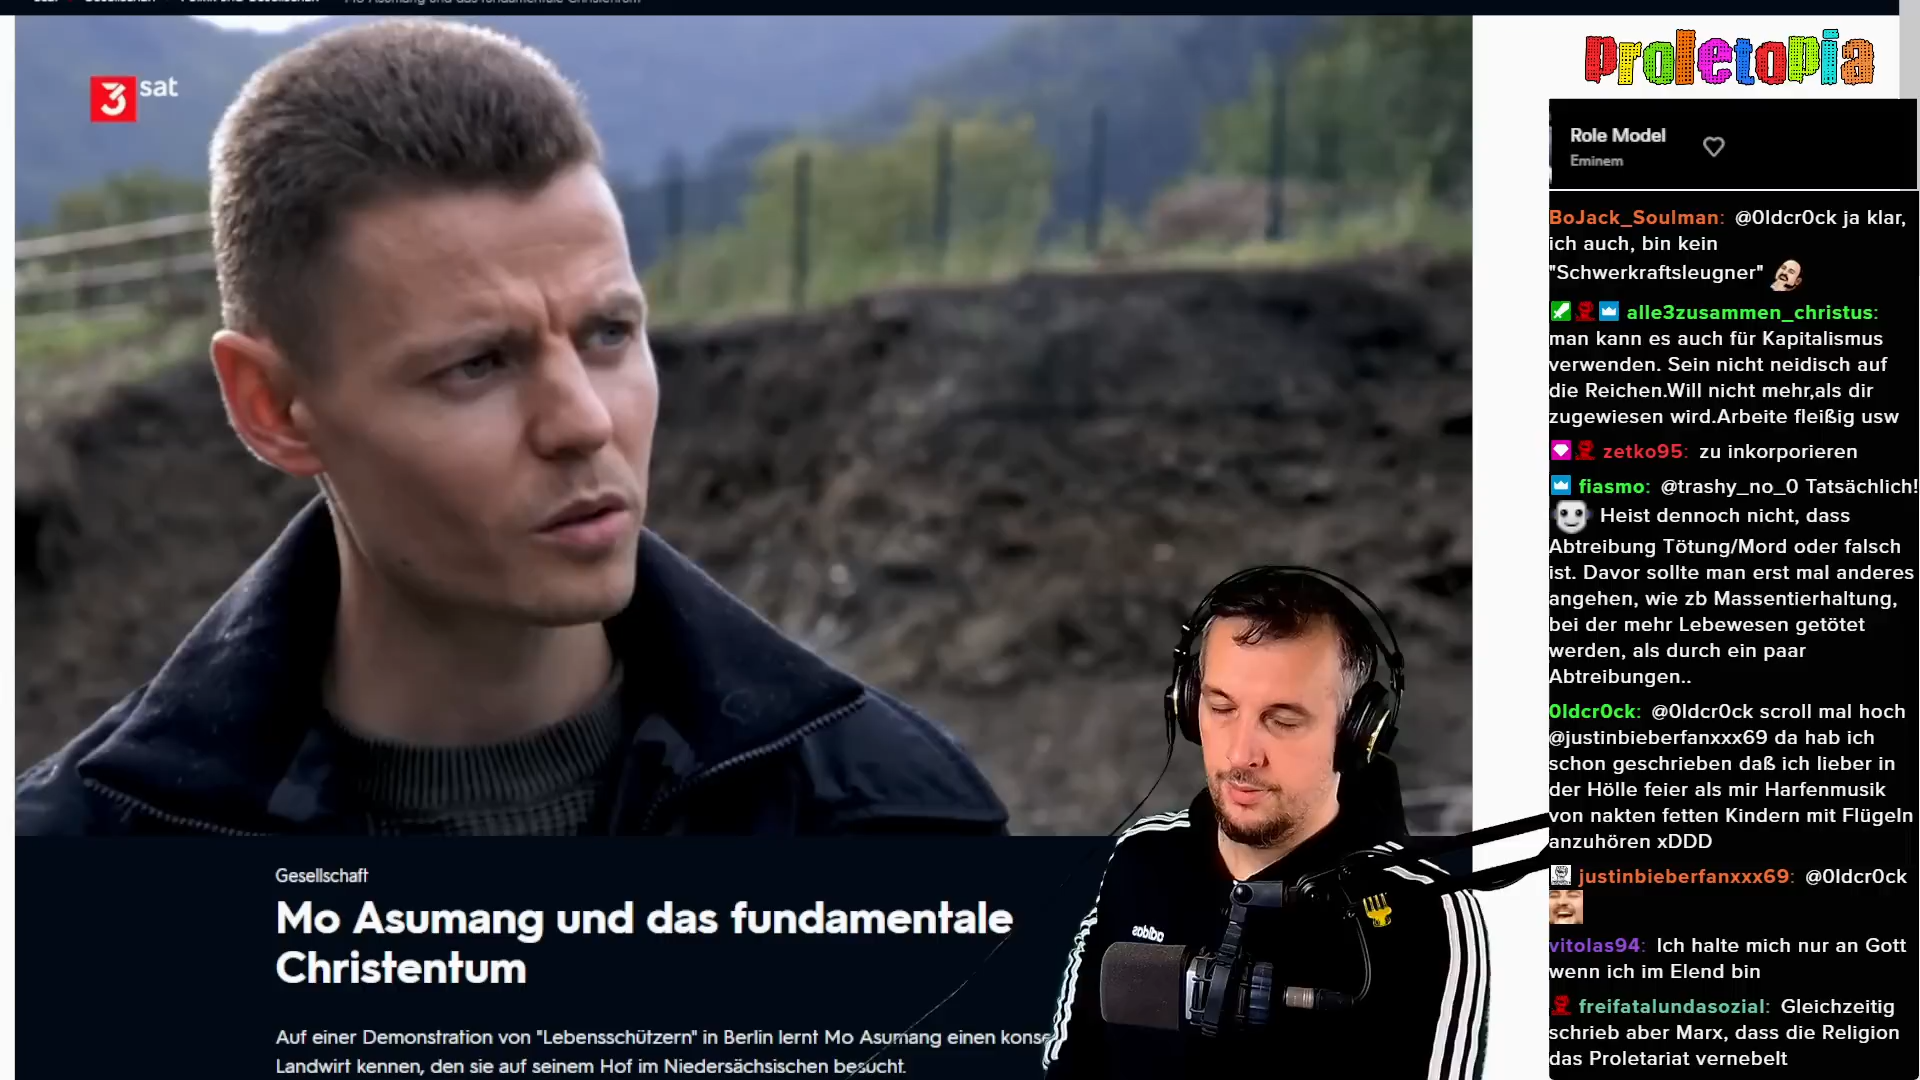 Mo Asumang und das fundamentale Christentum
3sat
proletopia
Role Model
Eminem
BoJack_Soulman: @0ldcr0ck ja klar,
ich auch, bin kein
"Schwerkraftsleugner"
alle3zusammen_christus:
man kann es auch für Kapitalismus
verwenden. Sein nicht neidisch auf
die Reichen.Will nicht mehr,als dir
zugewiesen wird.Arbeite fleißig usw
zetko95: zu inkorporieren
fiasmo: @trashy_no_0 Tatsächlich!
Heist dennoch nicht, dass
Abtreibung Tötung/Mord oder falsch
ist. Davor sollte man erst mal anderes
angehen, wie zb Massentierhaltung,
bei der mehr Lebewesen getötet
werden, als durch ein paar
Abtreibungen..
0ldcr0ck: @0ldcr0ck scroll mal hoch
@justinbieberfanxxx69 da hab ich
schon geschrieben daß ich lieber in
der Hölle feier als mir Harfenmusik
von nakten fetten Kindern mit Flügeln
anzuhören xDDD
justinbieberfanxxx69: @0ldcr0ck
vitolas94: Ich halte mich nur an Gott
wenn ich im Elend bin
freifatalundasozial: Gleichzeitig
schrieb aber Marx, dass die Religion
das Proletariat vernebelt
Gesellschaft
Mo Asumang und das fundamentale
Christentum
Auf einer Demonstration von "Lebensschützern" in Berlin lernt Mo Asumang einen konse
Landwirt kennen, den sie auf seinem Hof im Niedersächsischen besucht.
adidas